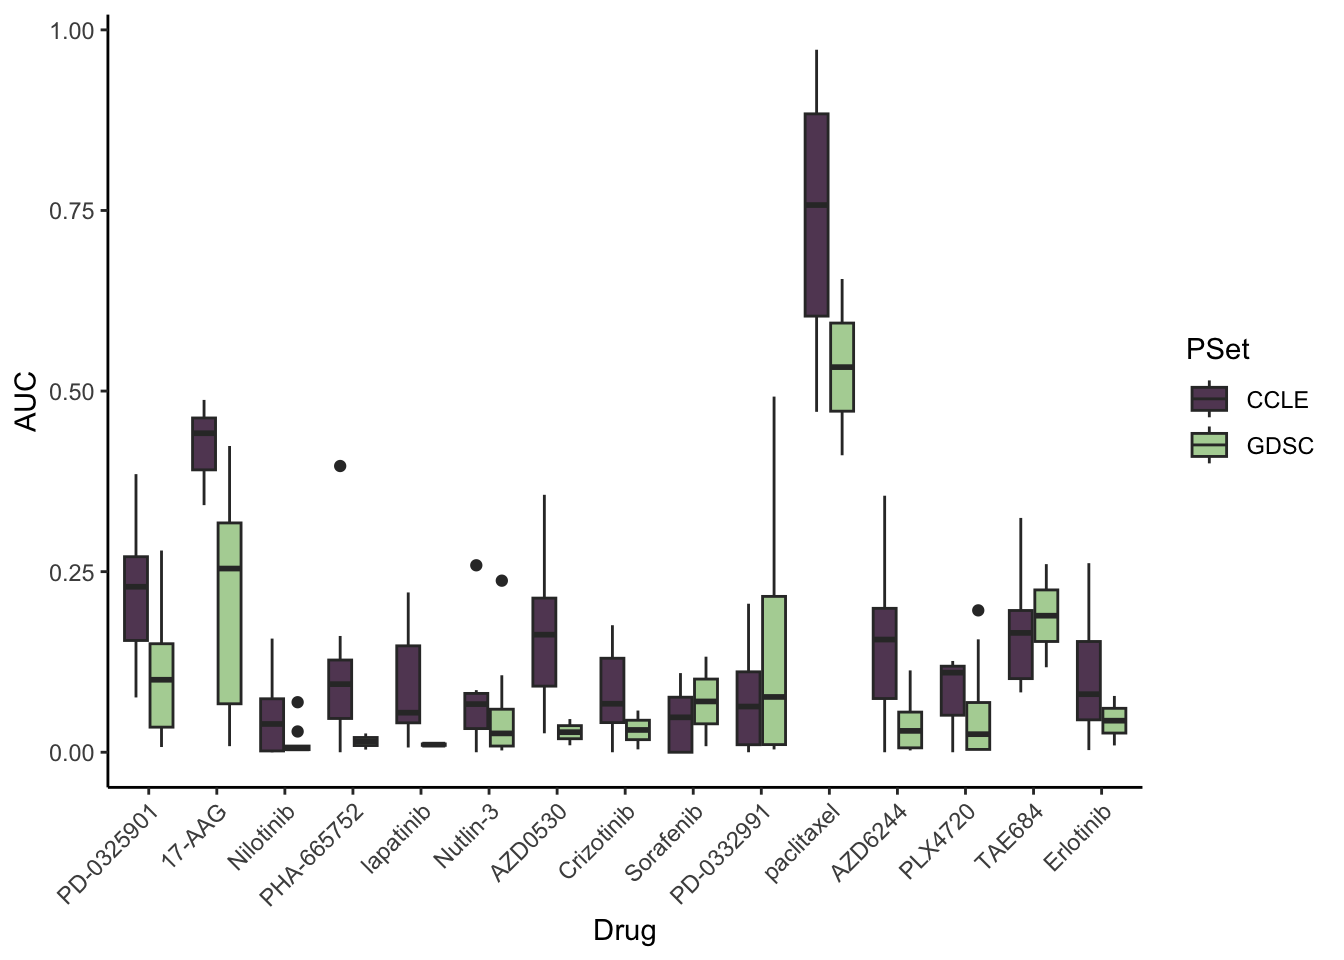 1.00
0.75
0.50
0.25
0.00
AUC
PD-0325901
17-AAG
Nilotinib
PHA-665752
lapatinib
Nutlin-3
AZD0530
Crizotinib
Sorafenib
PD-0332991
paclitaxel
AZD6244
PLX4720
TAE684
Erlotinib
Drug
PSet
CCLE
GDSC